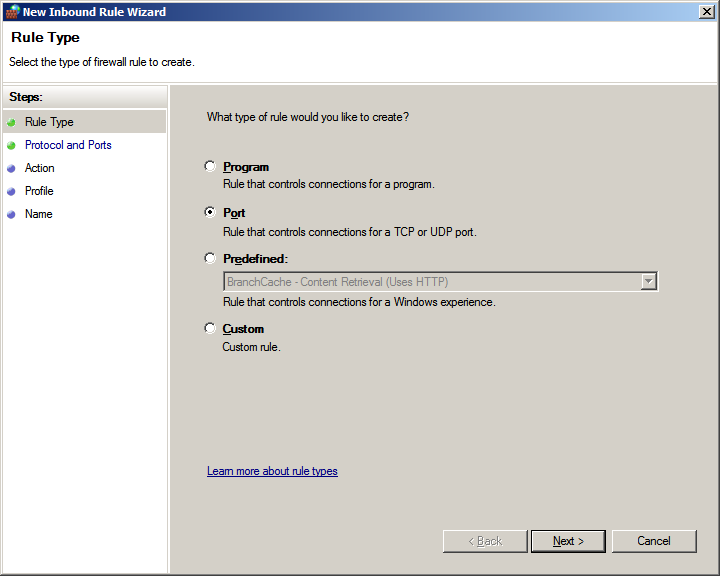 New Inbound Rule Wizard
Rule Type
Select the type of firewall rule to create.
Steps:
Rule Type
Protocol and Ports
Action
Profile
Name
What type of rule would you like to create?
Program
Rule that controls connections for a program.
Port
Rule that controls connections for a TCP or UDP port.
Predefined:
BranchCache - Content Retrieval (Uses HTTP)
Rule that controls connections for a Windows experience.
Custom
Custom rule.
Learn more about rule types
< Back
Next >
Cancel